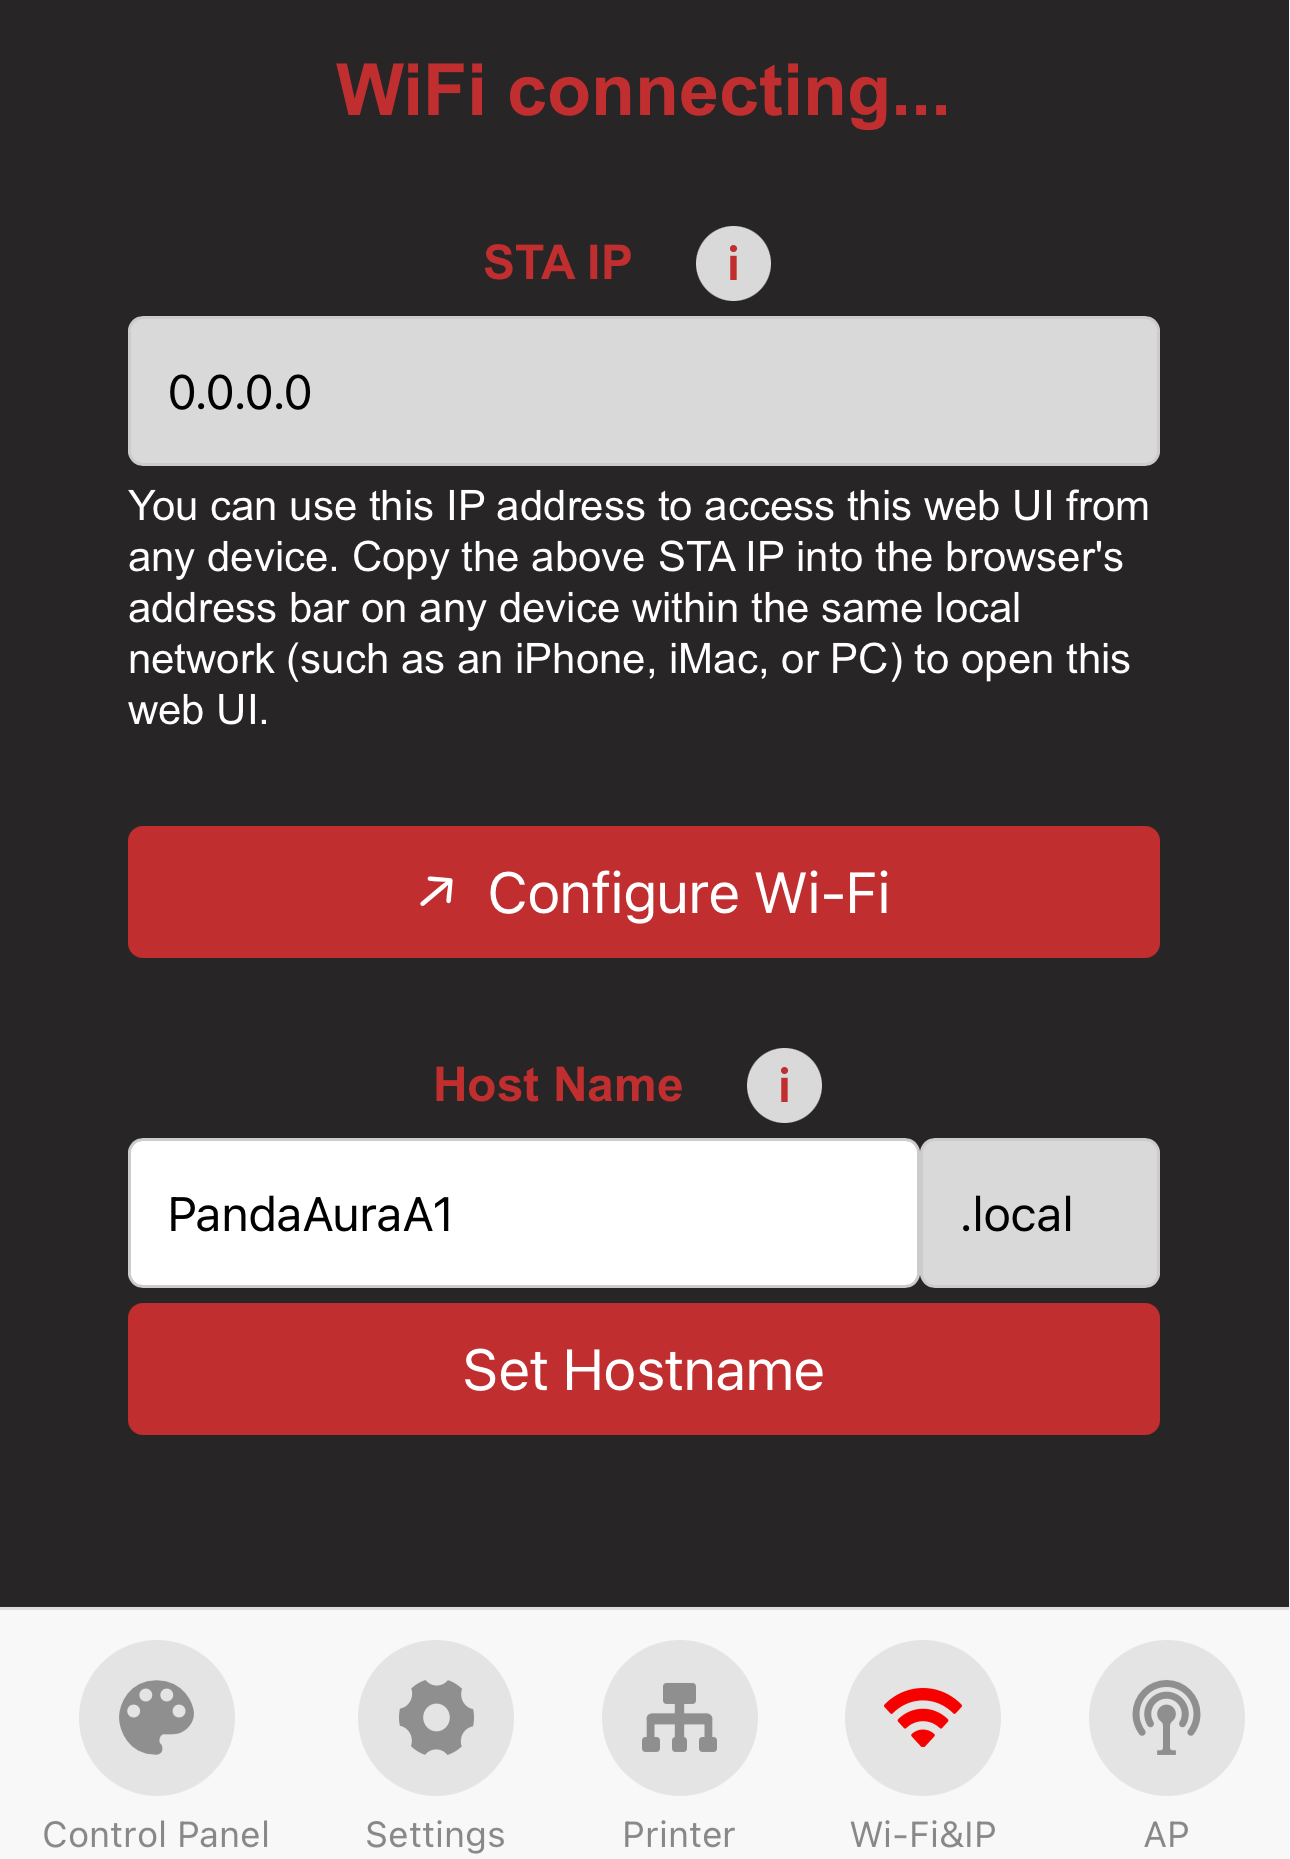 WiFi connecting...
STA IP i
0.0.0.0
You can use this IP address to access this web UI from
any device. Copy the above STA IP into the browser's
address bar on any device within the same local
network (such as an iPhone, iMac, or PC) to open this
web UI.
Configure Wi-Fi
Host Name i
PandaAuraA1 .local
Set Hostname
Control Panel Settings Printer Wi-Fi&IP AP